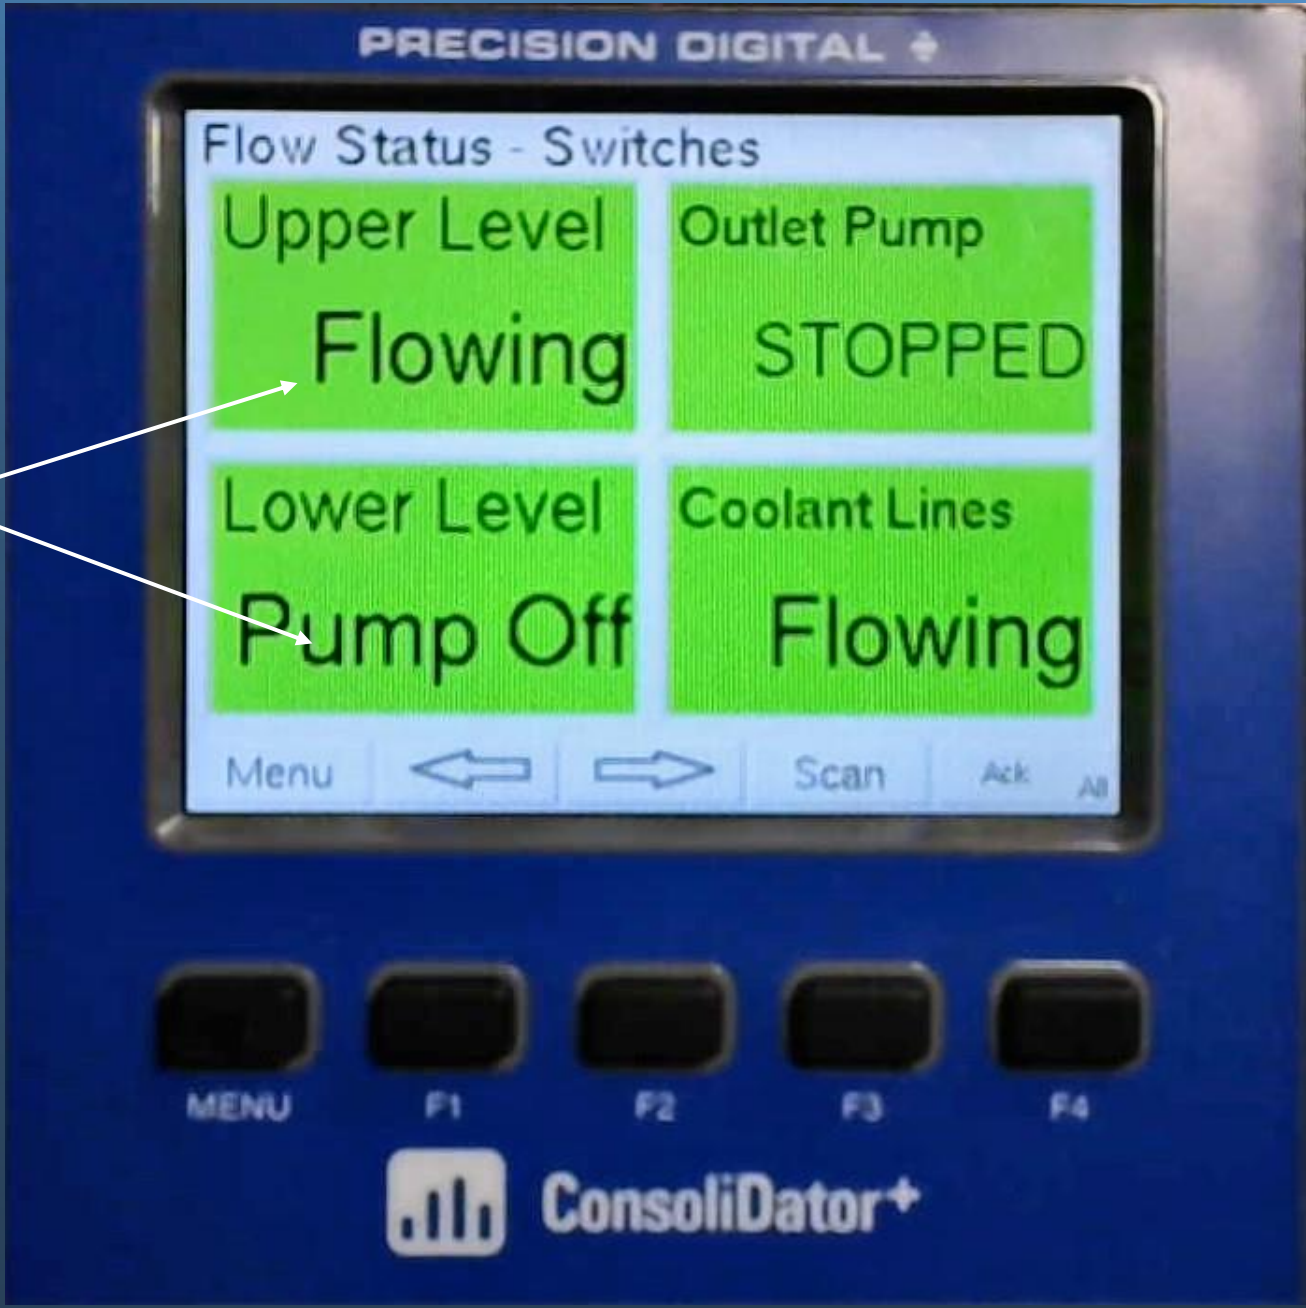 PRECISION DIGITAL
Flow Status - Switches
Upper Level
Flowing
Outlet Pump
STOPPED
Lower Level
Pump Off
Coolant Lines
Flowing
Menu
Scan
Ack
All
MENU F1 F2 F3 F4
ConsoliDator+